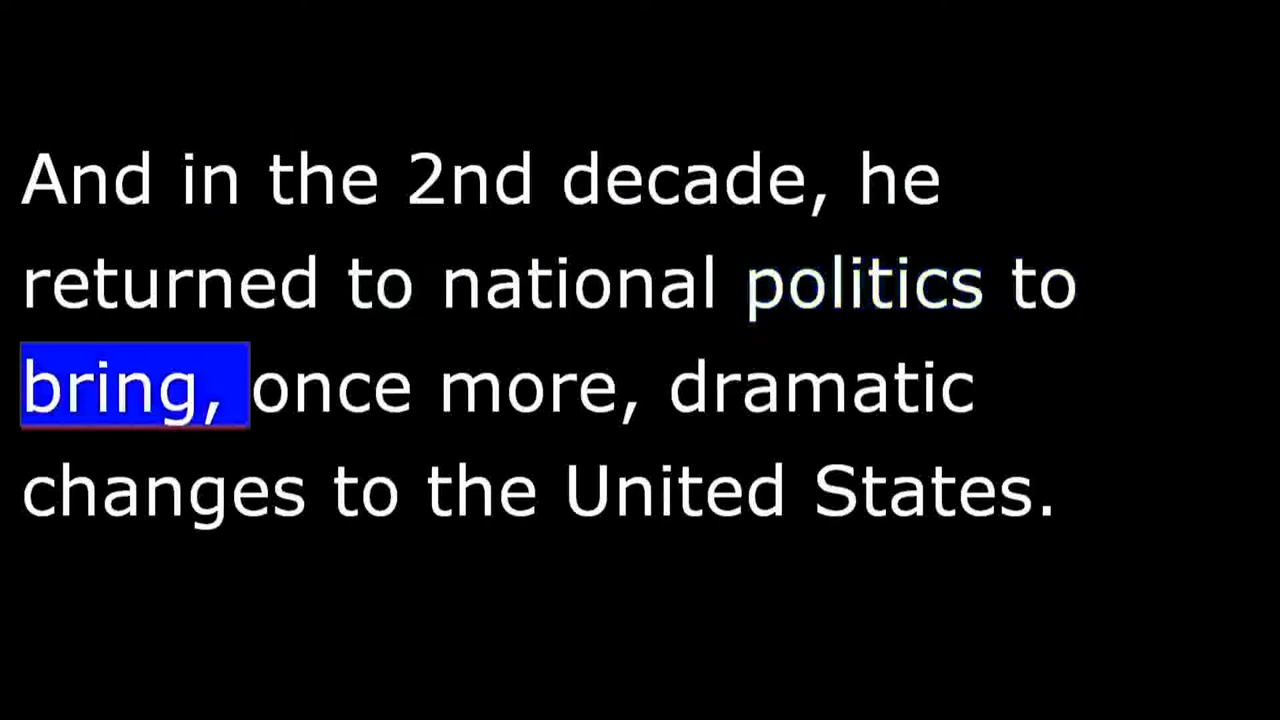 And in the 2nd decade, he
returned to national politics to
bring, once more, dramatic
changes to the United States.